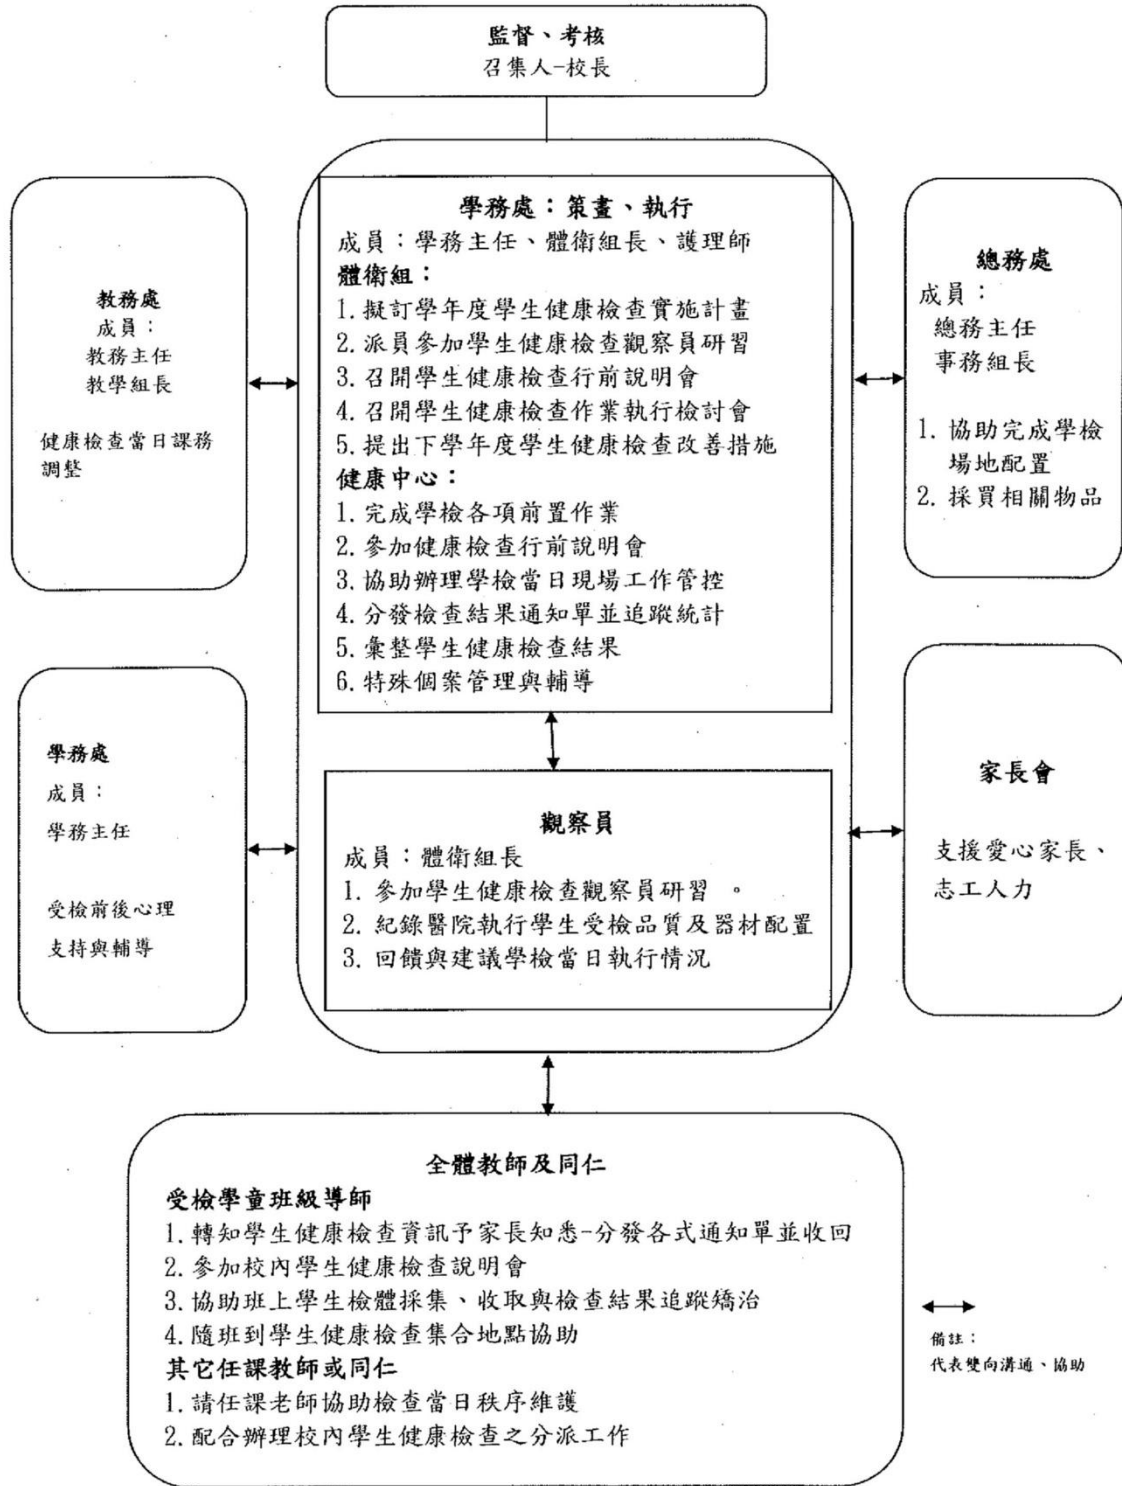 監督、考核
召集人-校長
學務處：策畫、執行
成員：學務主任、體衛組長、護理師
體衛組：
1. 擬訂學年度學生健康檢查實施計畫
2. 派員參加學生健康檢查觀察員研習
3. 召開學生健康檢查行前說明會
4. 召開學生健康檢查作業執行檢討會
5. 提出下學年度學生健康檢查改善措施
健康中心：
1. 完成學檢各項前置作業
2. 參加健康檢查行前說明會
3. 協助辦理學檢當日現場工作管控
4. 分發檢查結果通知單並追蹤統計
5. 彙整學生健康檢查結果
6. 特殊個案管理與輔導
教務處
成員：
教務主任
教學組長
健康檢查當日課務
調整
總務處
成員：
總務主任
事務組長
1. 協助完成學檢
場地配置
2. 採買相關物品
學務處
成員：
學務主任
受檢前後心理
支持與輔導
觀察員
成員：體衛組長
1. 參加學生健康檢查觀察員研習 。
2. 紀錄醫院執行學生受檢品質及器材配置
3. 回饋與建議學檢當日執行情況
家長會
支援愛心家長、
志工人力
全體教師及同仁
受檢學童班級導師
1. 轉知學生健康檢查資訊予家長知悉-分發各式通知單並收回
2. 參加校內學生健康檢查說明會
3. 協助班上學生檢體採集、收取與檢查結果追蹤矯治
4. 隨班到學生健康檢查集合地點協助
其它任課教師或同仁
1. 請任課老師協助檢查當日秩序維護
2. 配合辦理校內學生健康檢查之分派工作
備註：
代表雙向溝通、協助